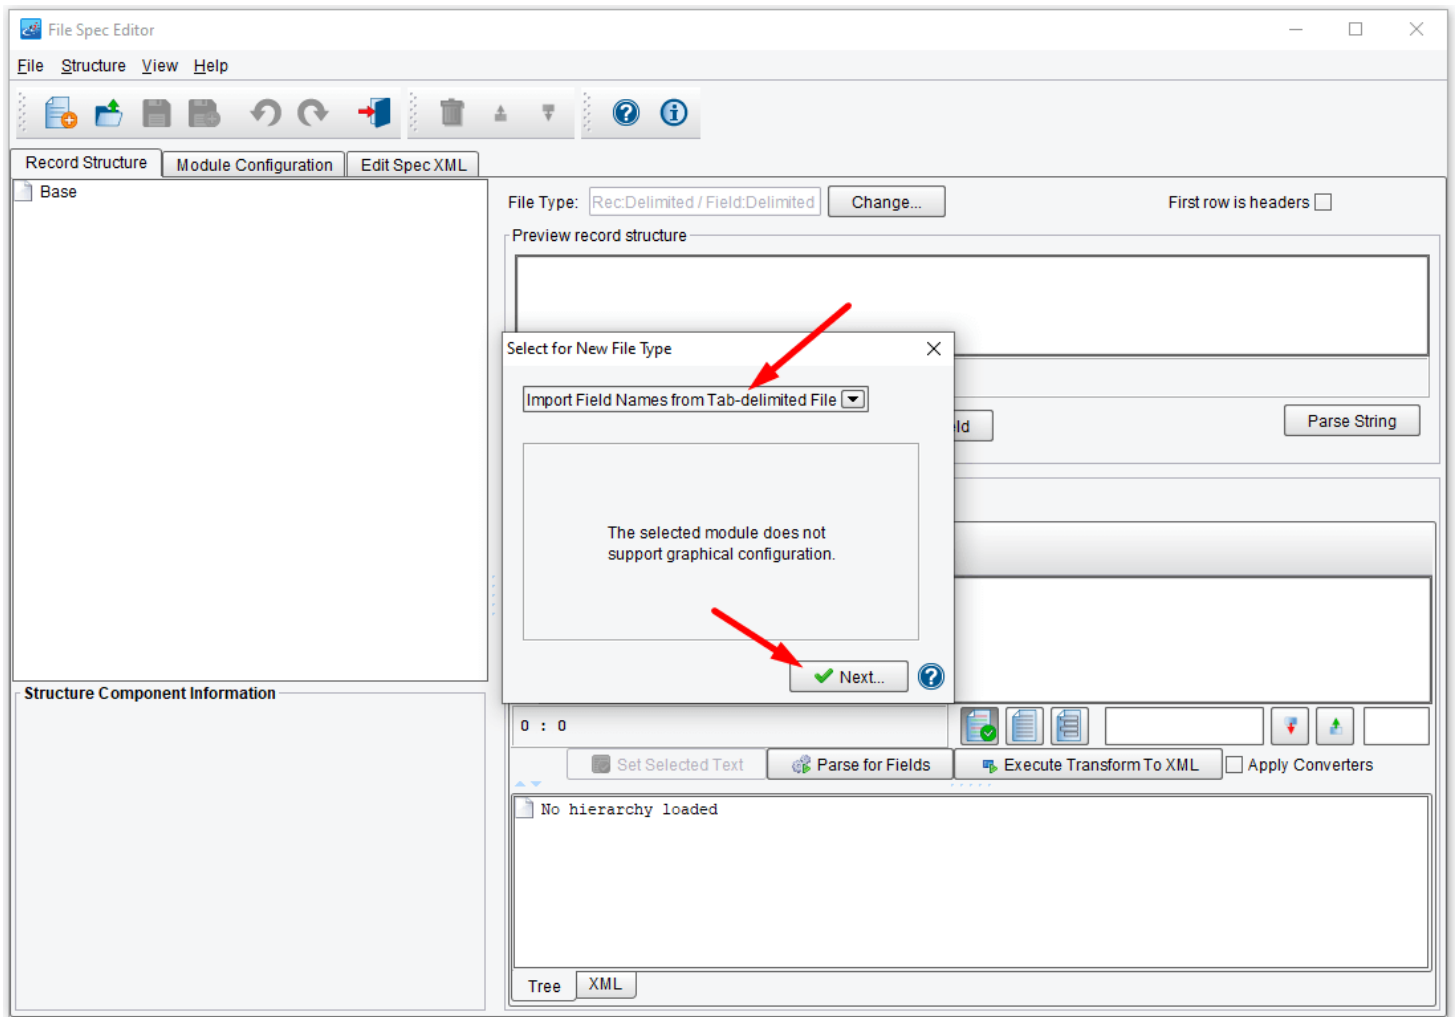 File Spec Editor
File Structure View Help
Record Structure Module Configuration Edit Spec XML
Base
File Type: Rec:Delimited / Field:Delimited Change... First row is headers
Preview record structure
Select for New File Type
Import Field Names from Tab-delimited File
Parse String
The selected module does not
support graphical configuration.
Next...
Structure Component Information
0 : 0
Set Selected Text Parse for Fields Execute Transform To XML Apply Converters
No hierarchy loaded
Tree XML